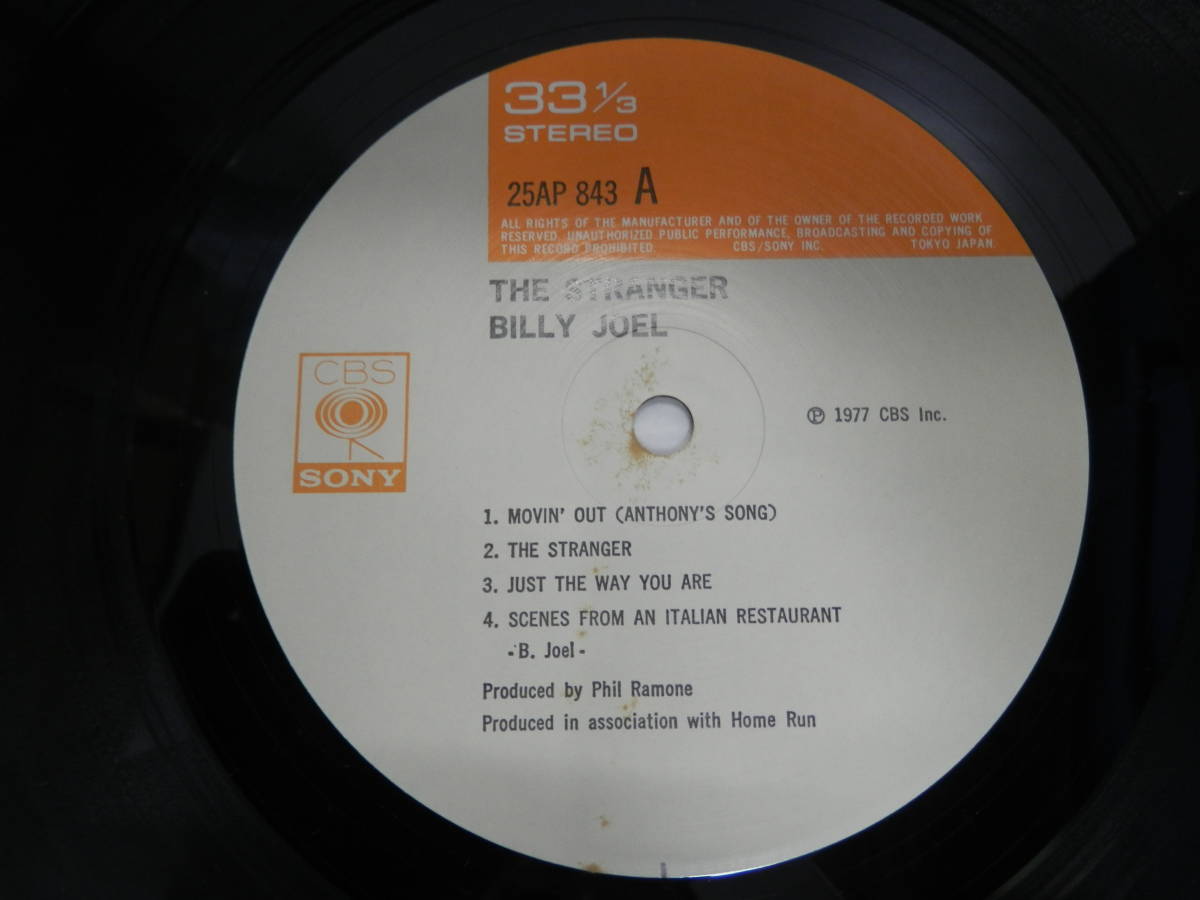 33 1/3
STEREO
25AP 843 A
ALL RIGHTS OF THE MANUFACTURER AND OF THE OWNER OF THE RECORDED WORK
RESERVED. UNAUTHORIZED PUBLIC PERFORMANCE, BROADCASTING AND COPYING OF
THIS RECORD PROHIBITED. CBS/SONY INC. TOKYO JAPAN.
THE STRANGER
BILLY JOEL
CBS
SONY
℗ 1977 CBS Inc.
1. MOVIN' OUT (ANTHONY'S SONG)
2. THE STRANGER
3. JUST THE WAY YOU ARE
4. SCENES FROM AN ITALIAN RESTAURANT
-B. Joel-
Produced by Phil Ramone
Produced in association with Home Run